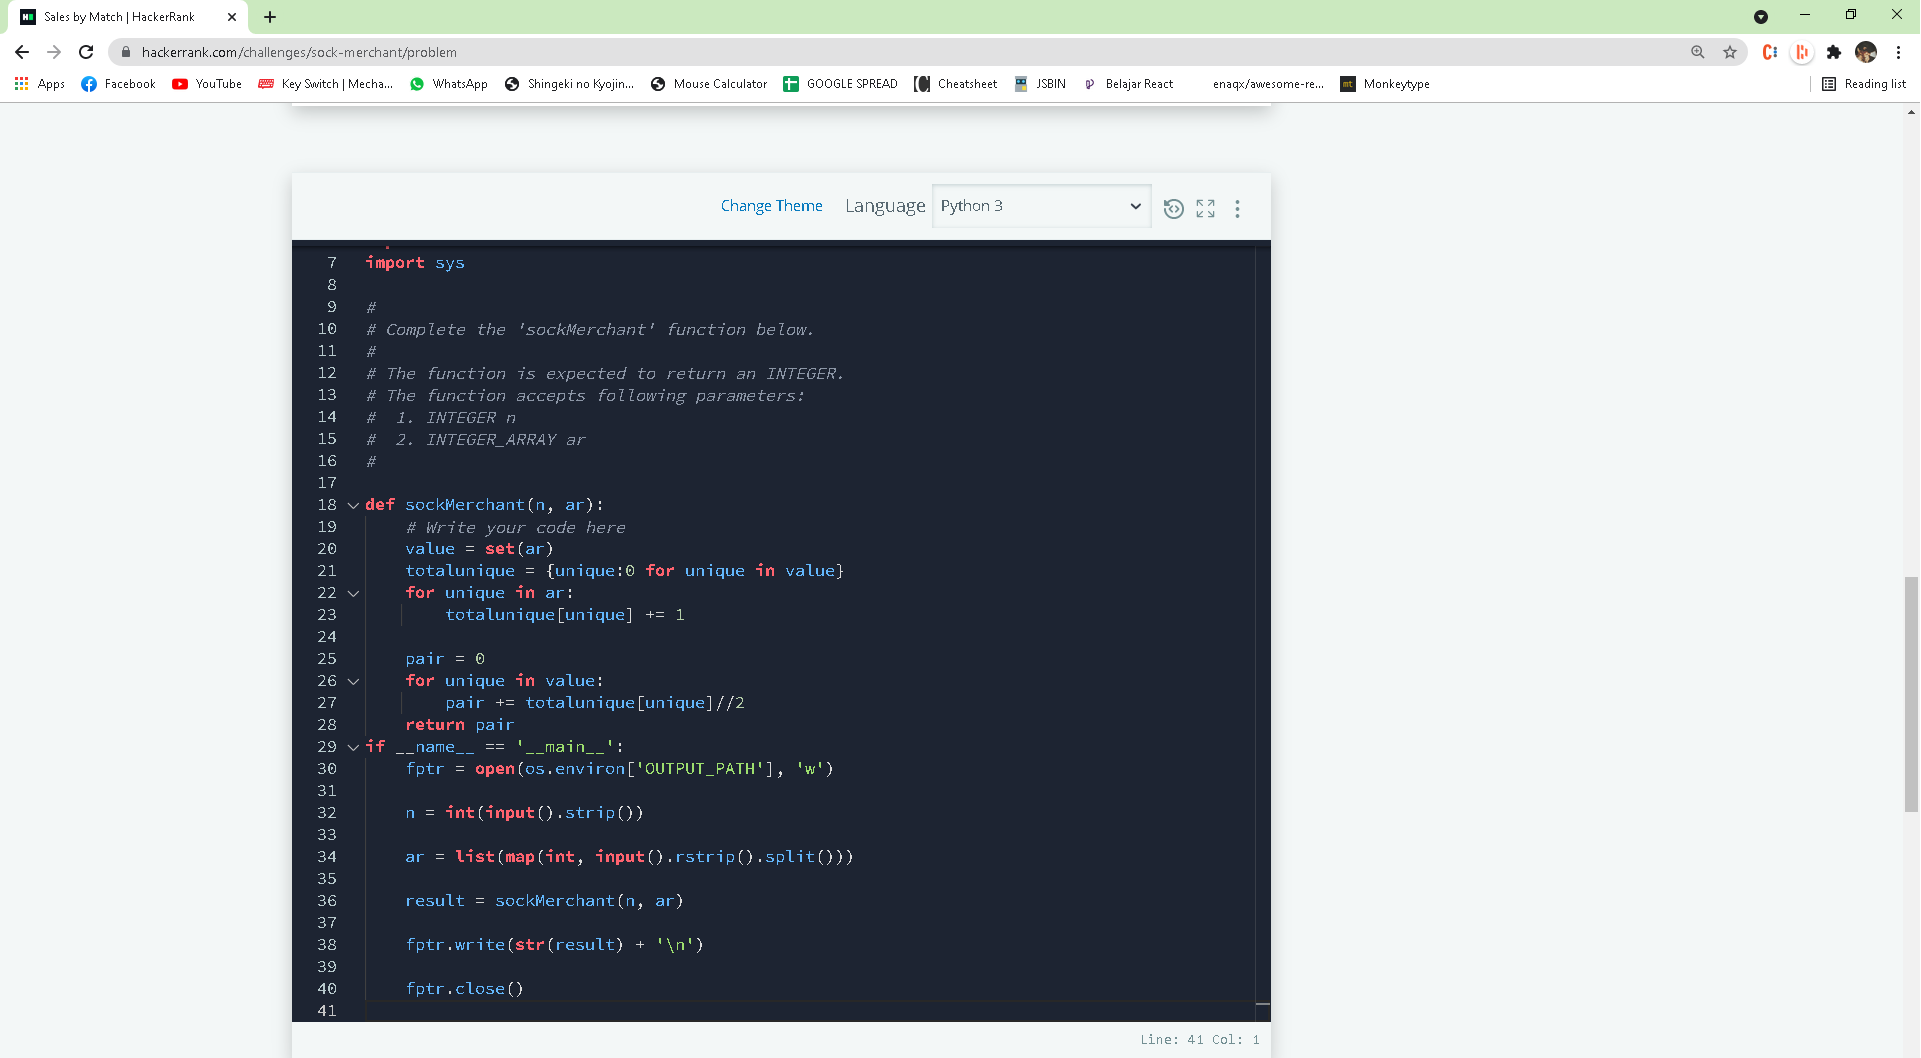 Sales by Match | HackerRank
hackerrank.com/challenges/sock-merchant/problem
Apps Facebook YouTube Key Switch | Mecha... WhatsApp Shingeki no Kyojin... Mouse Calculator GOOGLE SPREAD Cheatsheet JSBIN Belajar React enaqx/awesome-re... mt Monkeytype Reading list
Change Theme Language Python 3
7 import sys
8
9 #
10 # Complete the 'sockMerchant' function below.
11 #
12 # The function is expected to return an INTEGER.
13 # The function accepts following parameters:
14 #  1. INTEGER n
15 #  2. INTEGER_ARRAY ar
16 #
17
18 def sockMerchant(n, ar):
19     # Write your code here
20     value = set(ar)
21     totalunique = {unique:0 for unique in value}
22     for unique in ar:
23         totalunique[unique] += 1
24
25     pair = 0
26     for unique in value:
27         pair += totalunique[unique]//2
28     return pair
29 if __name__ == '__main__':
30     fptr = open(os.environ['OUTPUT_PATH'], 'w')
31
32     n = int(input().strip())
33
34     ar = list(map(int, input().rstrip().split()))
35
36     result = sockMerchant(n, ar)
37
38     fptr.write(str(result) + '\n')
39
40     fptr.close()
41
Line: 41 Col: 1